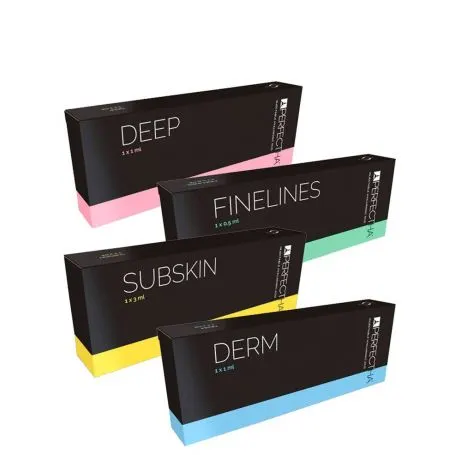 DEEP
1 x 1 ml
PERFECTHA
FINELINES
1 x 0,5 ml
PERFECTHA
SUBSKIN
1 x 3 ml
PERFECTHA
DERM
1 x 1 ml
PERFECTHA